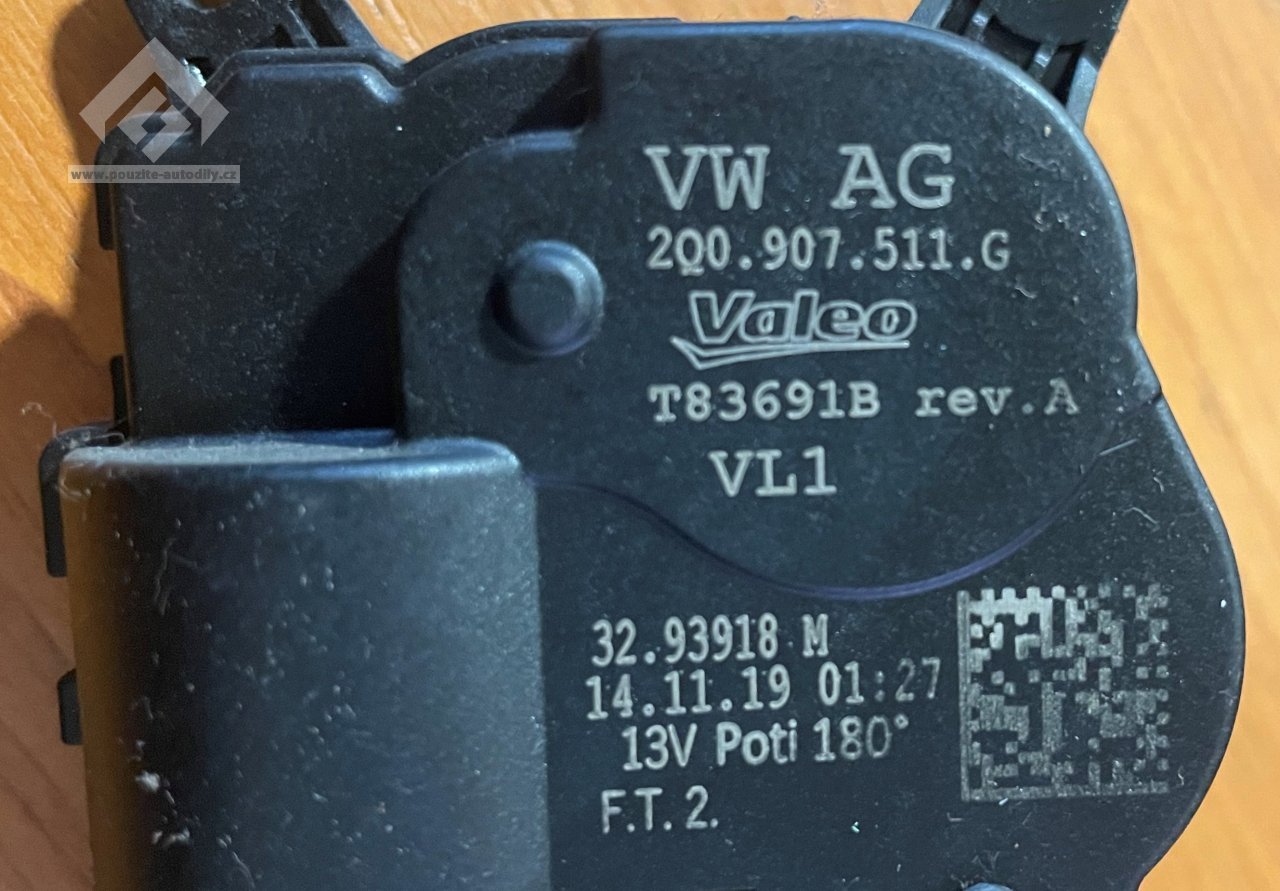 www.pouzite-autodily.cz
VW AG
2Q0.907.511.G
Valeo
T83691B rev.A
VL1
32.93918 M
14.11.19 01:27
13V Poti 180°
F.T.2.